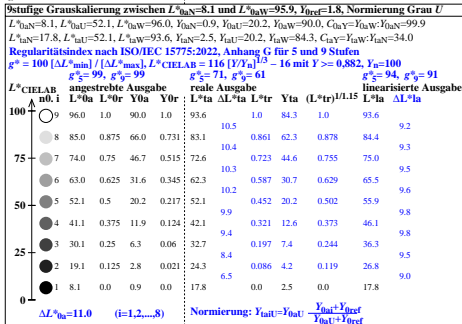 9stufige Grauskalierung zwischen L*0aN=8.1 und L*0aW=95.9, Y0ref=1.8, Normierung Grau U
L*0aN=8.1, L*0aU=52.1, L*0aW=96.0, Y0aN=0.9, Y0aU=20.2, Y0aW=90.0, C0aY=Y0aW:Y0aN=99.9
L*taN=17.8, L*taU=52.1, L*taW=93.6, YtaN=2.5, YtaU=20.2, YtaW=84.3, CtaY=YtaW:YtaN=34.0
Regularitätsindex nach ISO/IEC 15775:2022, Anhang G für 5 und 9 Stufen
g* = 100 [ΔL*min] / [ΔL*max], L*CIELAB = 116 [Y/Yn]1/3 − 16 mit Y >= 0,882, Yn=100
g*5= 99, g*9= 99 g*5= 71, g*9= 61 g*5= 94, g*9= 91
L*CIELAB angestrebte Ausgabe reale Ausgabe linearisierte Ausgabe
n0. i L*0a L*0r Y0a Y0r L*ta ΔL*ta L*tr Yta (L*tr)1/1.15 L*la ΔL*la
9 96.0 1.0 90.0 1.0 93.6 1.0 84.3 1.0 93.6
10.5 9.2
8 85.0 0.875 66.0 0.731 83.1 0.861 62.3 0.878 84.4
10.4 9.3
75 7 74.0 0.75 46.7 0.515 72.6 0.723 44.6 0.755 75.0
10.3 9.5
6 63.0 0.625 31.6 0.345 62.3 0.587 30.7 0.629 65.5
10.2 9.6
50 5 52.1 0.5 20.2 0.217 52.1 0.452 20.2 0.502 55.9
9.9 9.8
4 41.1 0.375 11.9 0.124 42.1 0.321 12.6 0.373 46.1
9.4 9.8
25 3 30.1 0.25 6.3 0.06 32.7 0.197 7.4 0.244 36.3
8.4 9.5
2 19.1 0.125 2.8 0.021 24.3 0.086 4.2 0.119 26.8
6.5 9.0
1 8.1 0.0 0.9 0.0 17.8 0.0 2.5 0.0 17.8
0 ΔL*0a=11.0 (i=1,2,...,8) Normierung: YtaiU=Y0aU Y0ai+Y0ref
Y0aU+Y0ref
100